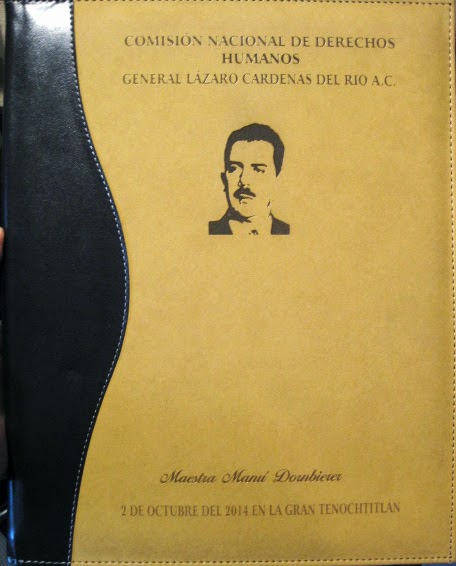 COMISIÓN NACIONAL DE DERECHOS
HUMANOS
GENERAL LÁZARO CARDENAS DEL RIO A.C.
Maestra Manú Dornbierer
2 DE OCTUBRE DEL 2014 EN LA GRAN TENOCHTITLÁN